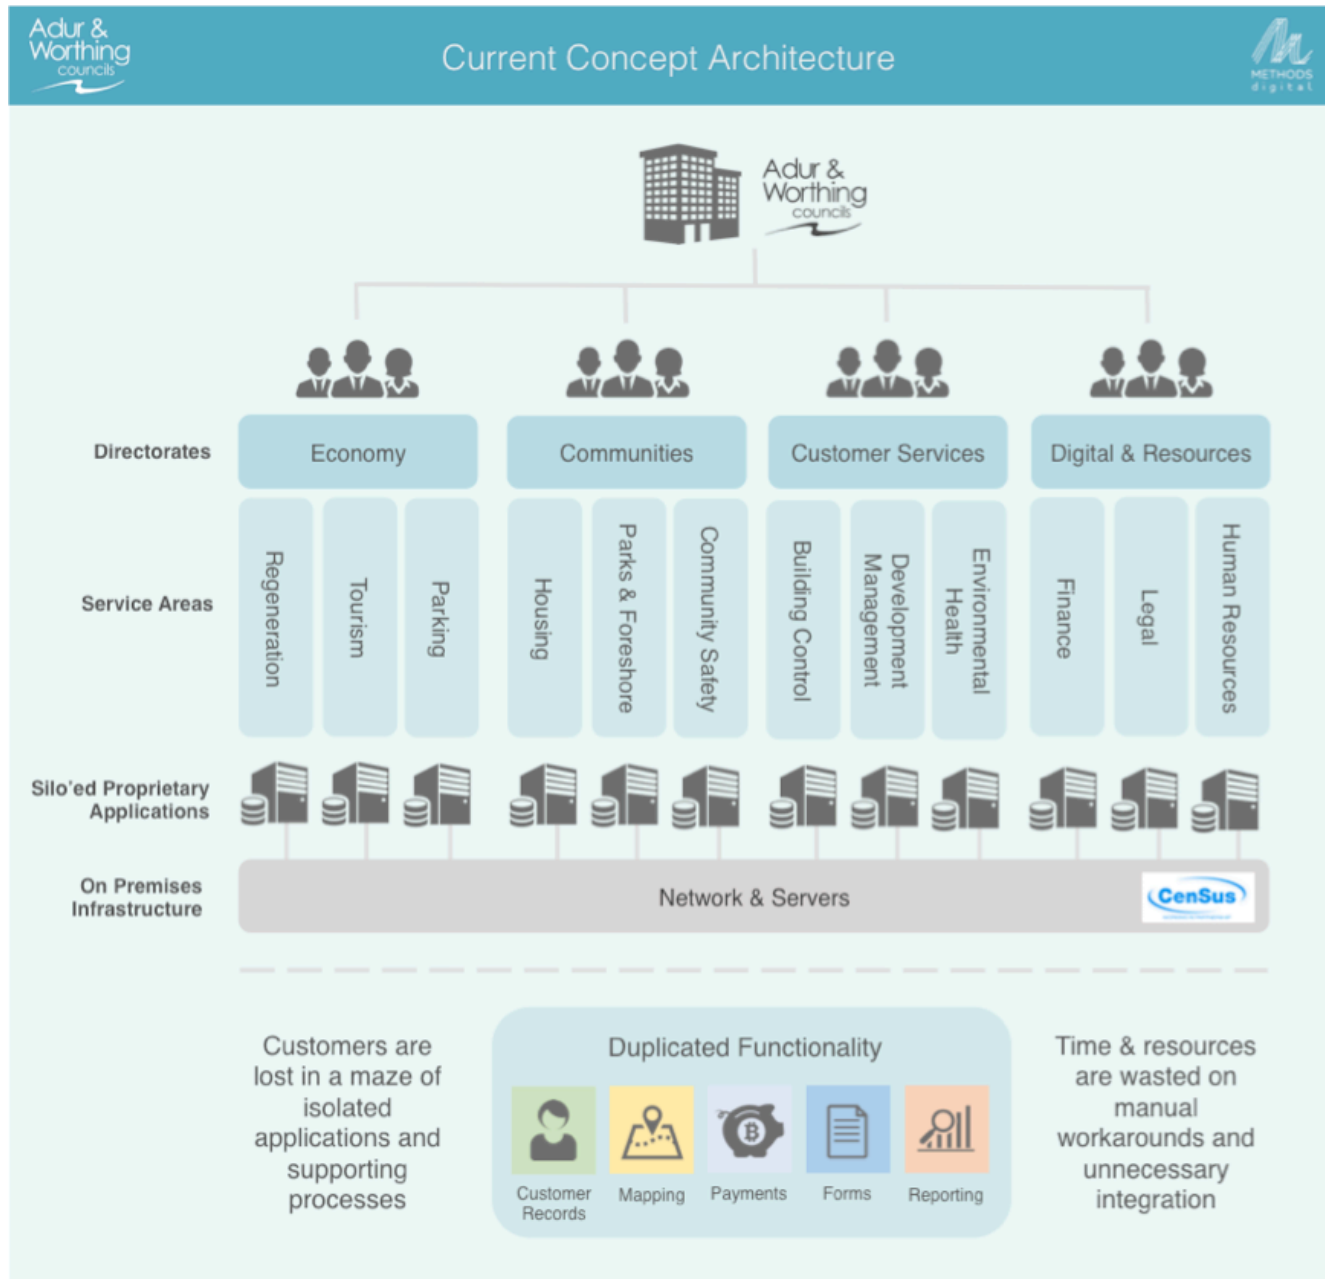 Adur &
Worthing
councils
Current Concept Architecture
METHODS
digital
Adur &
Worthing
councils
Directorates
Economy
Communities
Customer Services
Digital & Resources
Service Areas
Regeneration
Tourism
Parking
Housing
Parks & Foreshore
Community Safety
Building Control
Development
Management
Environmental
Health
Finance
Legal
Human Resources
Silo'ed Proprietary
Applications
On Premises
Infrastructure
Network & Servers
CenSus
Customers are
lost in a maze of
isolated
applications and
supporting
processes
Duplicated Functionality
Customer
Records
Mapping
Payments
Forms
Reporting
Time & resources
are wasted on
manual
workarounds and
unnecessary
integration